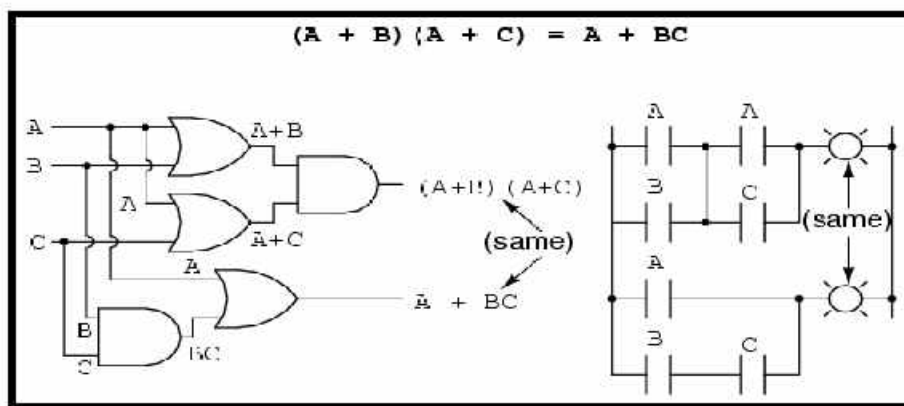 (A + B)(A + C) = A + BC
A
B
C
A+B
A
A+C
(A+B) (A+C)
(same)
A
A + BC
B
C
BC
A
A
B
C
(same)
A
B
C